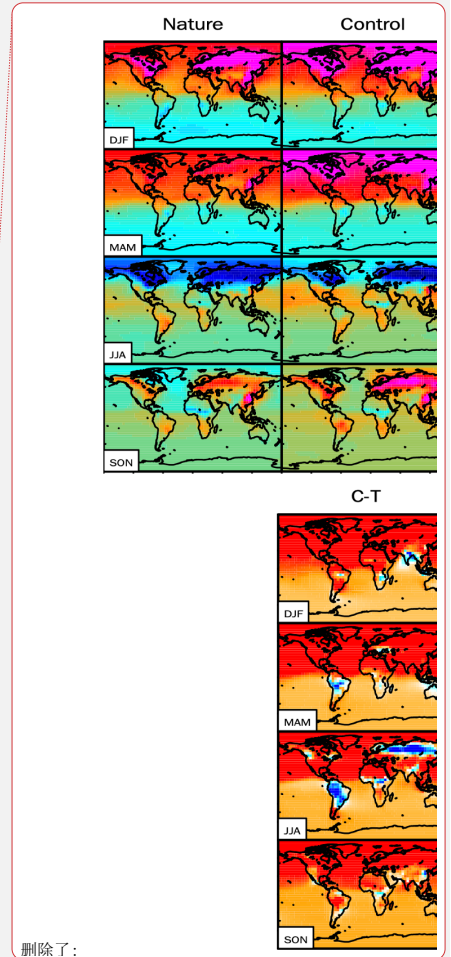 Nature Control
DJF
MAM
JJA
SON
C-T
DJF
MAM
JJA
SON
删除了: